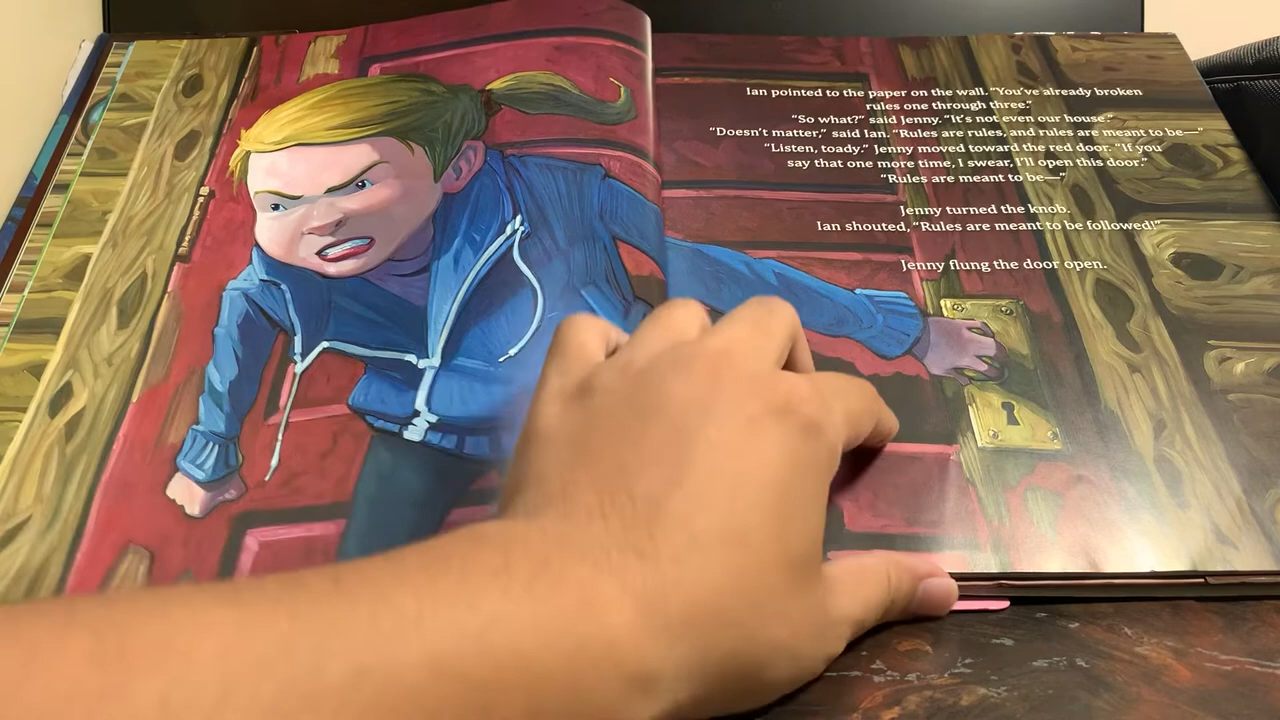 Ian pointed to the paper on the wall. “You’ve already broken
rules one through three.”
“So what?” said Jenny. “It’s not even our house.”
“Doesn’t matter,” said Ian. “Rules are rules, and rules are meant to be—”
“Listen, toady.” Jenny moved toward the red door. “If you
say that one more time, I swear, I’ll open this door.”
“Rules are meant to be—”
Jenny turned the knob.
Ian shouted, “Rules are meant to be followed!”
Jenny flung the door open.